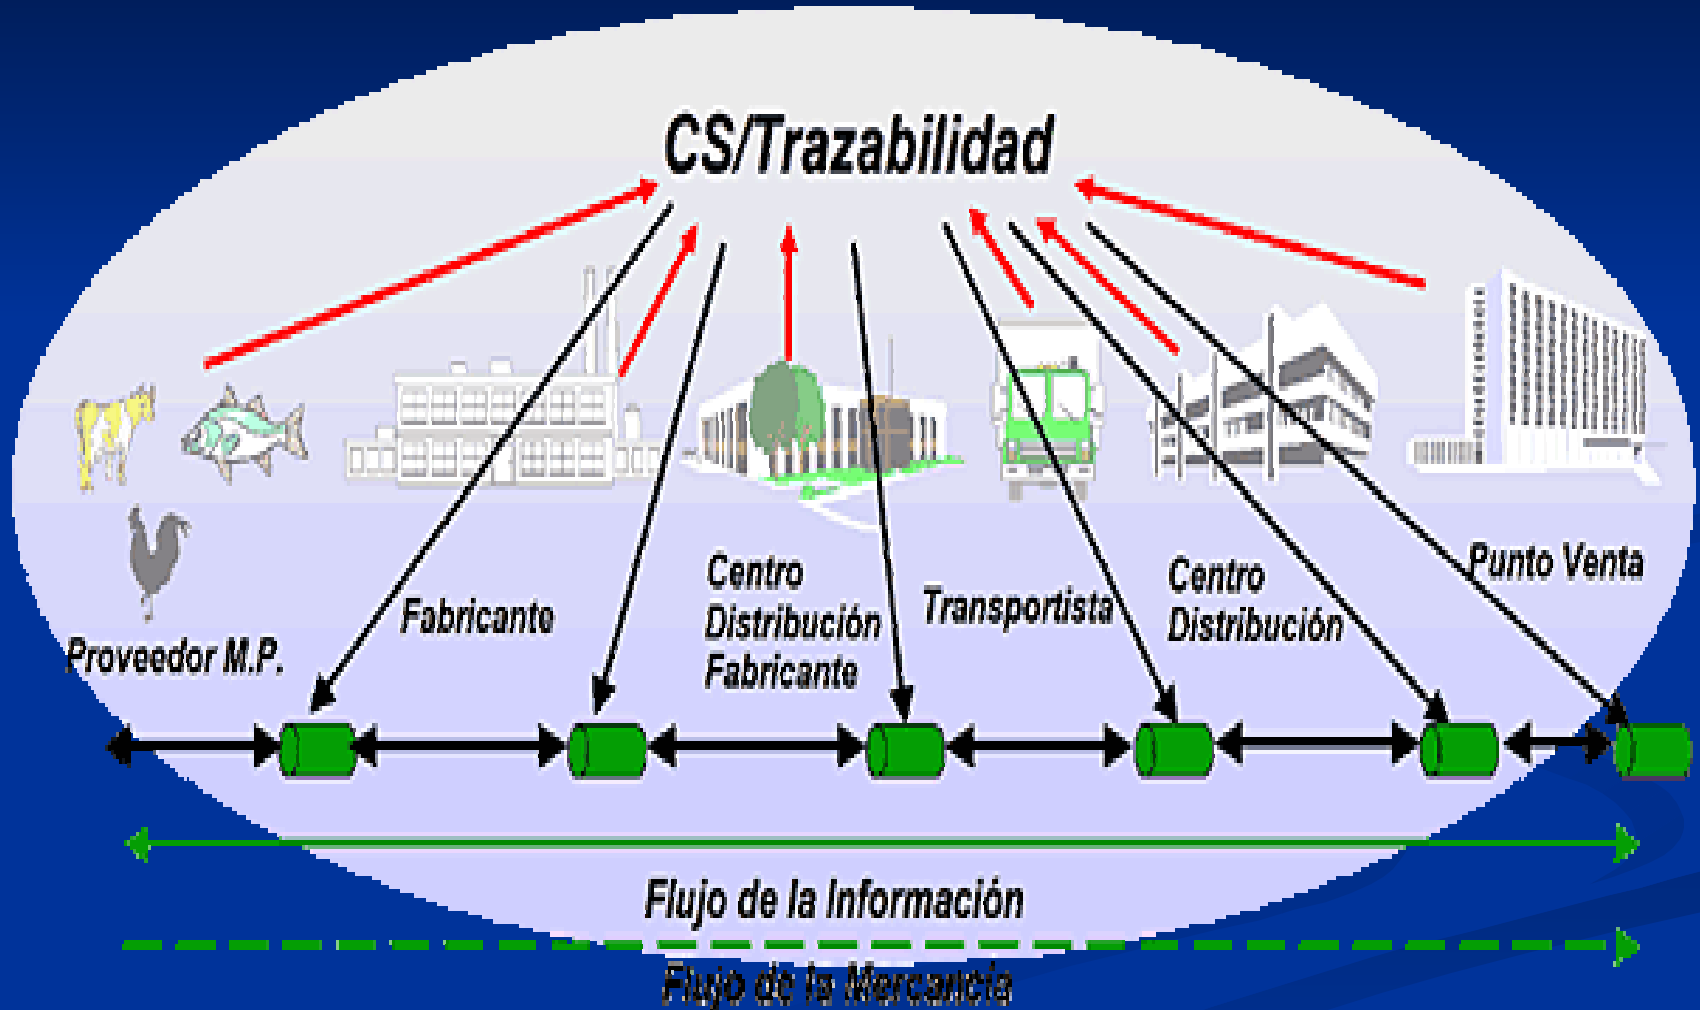 CS/Trazabilidad
Proveedor M.P.
Fabricante
Centro
Distribución
Fabricante
Transportista
Centro
Distribución
Punto Venta
Flujo de la Información
Flujo de la Mercancía